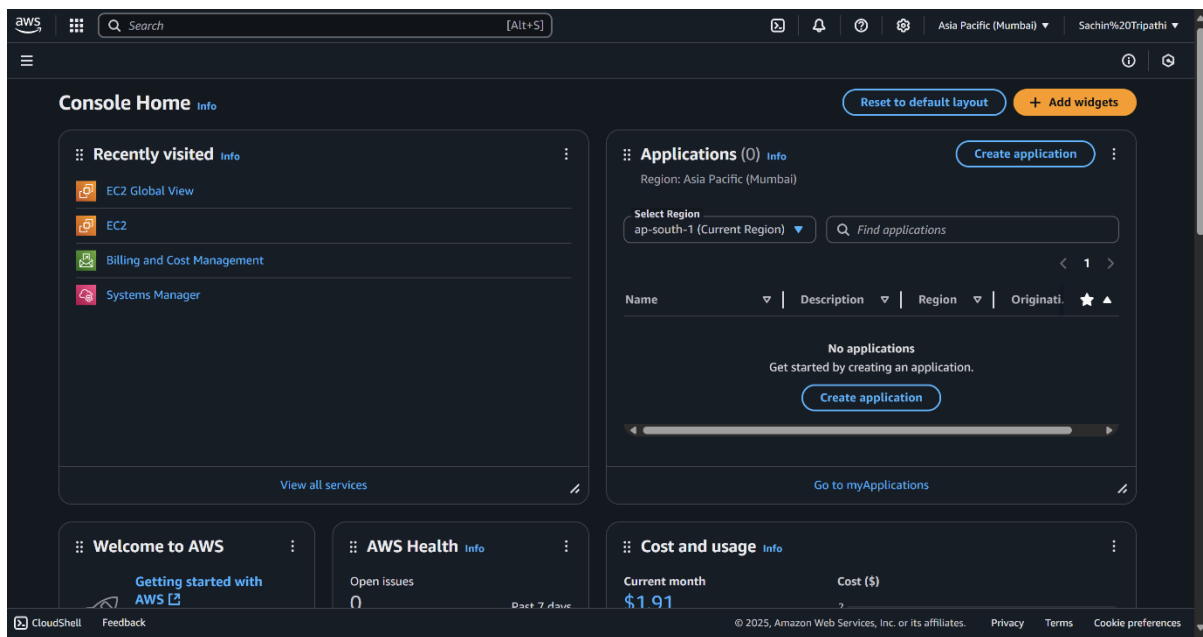 aws Search [Alt+S] Asia Pacific (Mumbai) Sachin%20Tripathi
Console Home Info Reset to default layout + Add widgets
Recently visited Info
EC2 Global View
EC2
Billing and Cost Management
Systems Manager
View all services
Applications (0) Info Create application
Region: Asia Pacific (Mumbai)
Select Region
ap-south-1 (Current Region) Find applications
1
Name Description Region Originati.
No applications
Get started by creating an application.
Create application
Go to myApplications
Welcome to AWS
Getting started with
AWS
AWS Health Info
Open issues
0 Past 7 days
Cost and usage Info
Current month Cost ($)
$1.91 2
CloudShell Feedback © 2025, Amazon Web Services, Inc. or its affiliates. Privacy Terms Cookie preferences